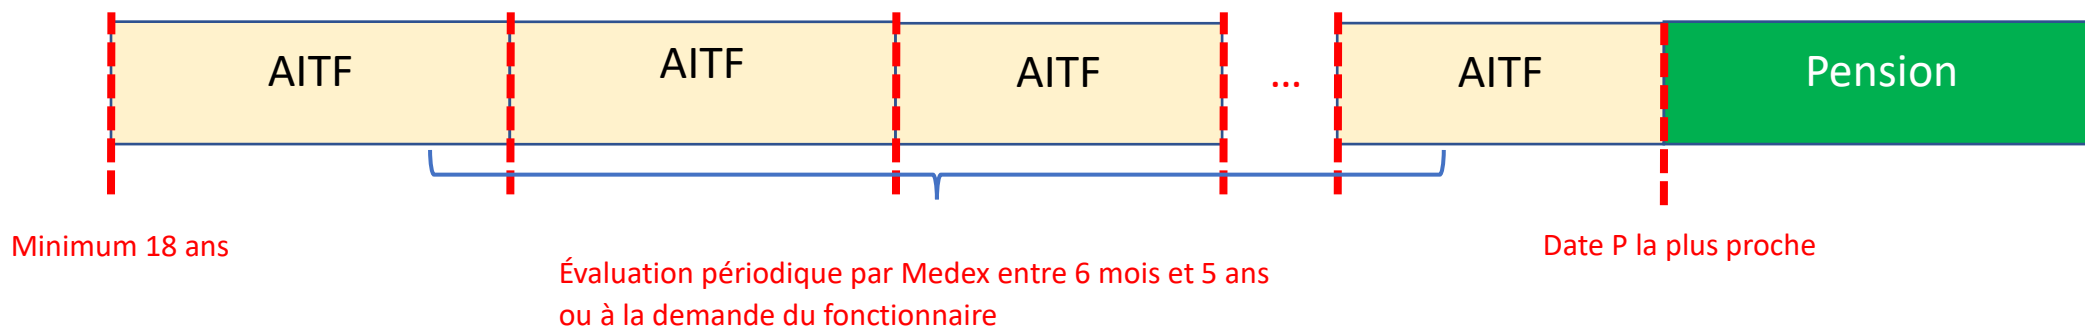 AITF
AITF
AITF
...
AITF
Pension
Minimum 18 ans
Date P la plus proche
Évaluation périodique par Medex entre 6 mois et 5 ans
ou à la demande du fonctionnaire